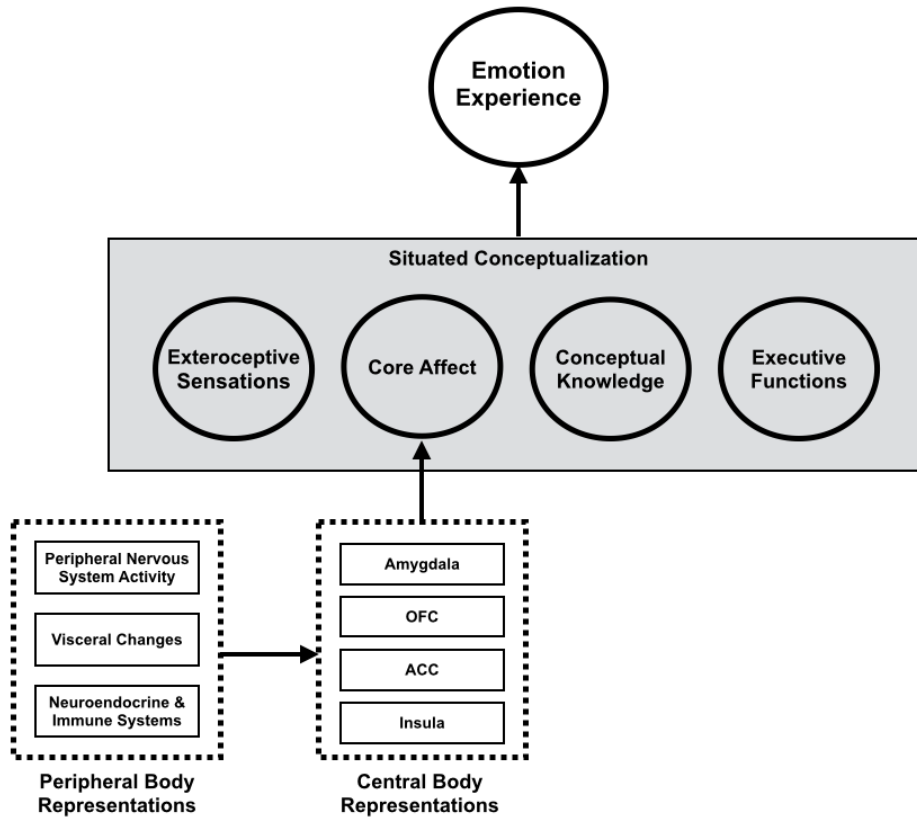 Emotion
Experience
Situated Conceptualization
Exteroceptive
Sensations
Core Affect
Conceptual
Knowledge
Executive
Functions
Peripheral Nervous
System Activity
Visceral Changes
Neuroendocrine &
Immune Systems
Peripheral Body
Representations
Amygdala
OFC
ACC
Insula
Central Body
Representations